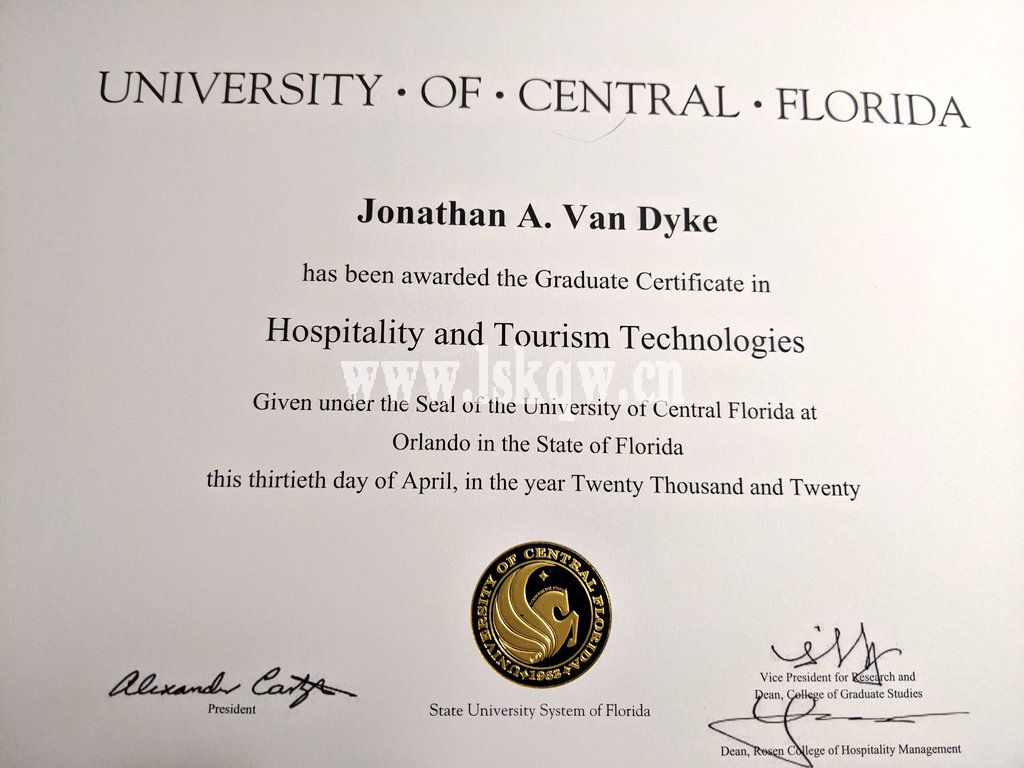 UNIVERSITY · OF · CENTRAL · FLORIDA
Jonathan A. Van Dyke
has been awarded the Graduate Certificate in
Hospitality and Tourism Technologies
www.lskqw.cn
Given under the Seal of the University of Central Florida at
Orlando in the State of Florida
this thirtieth day of April, in the year Twenty Thousand and Twenty
UNIVERSITY OF CENTRAL FLORIDA
1963
Alexander
President
State University System of Florida
Vice President for Research and
Dean, College of Graduate Studies
Dean, Rosen College of Hospitality Management